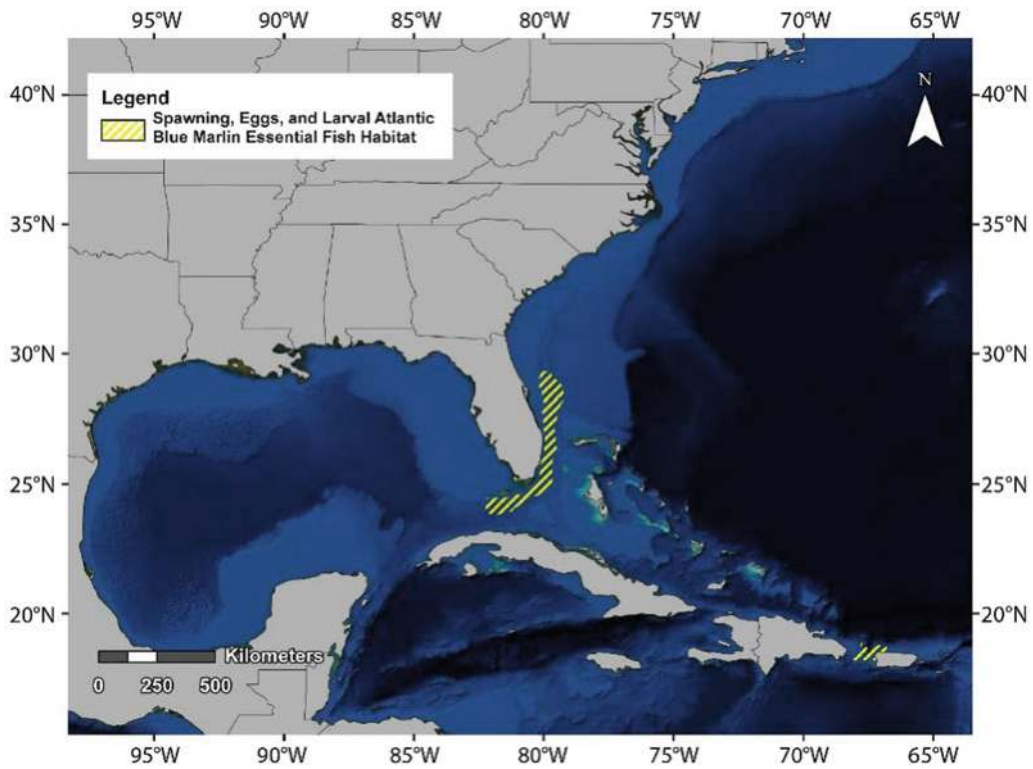 95°W 90°W 85°W 80°W 75°W 70°W 65°W
N
Legend
Spawning, Eggs, and Larval Atlantic
Blue Marlin Essential Fish Habitat
40°N 40°N
35°N 35°N
30°N 30°N
25°N 25°N
20°N 20°N
Kilometers
0 250 500
95°W 90°W 85°W 80°W 75°W 70°W 65°W